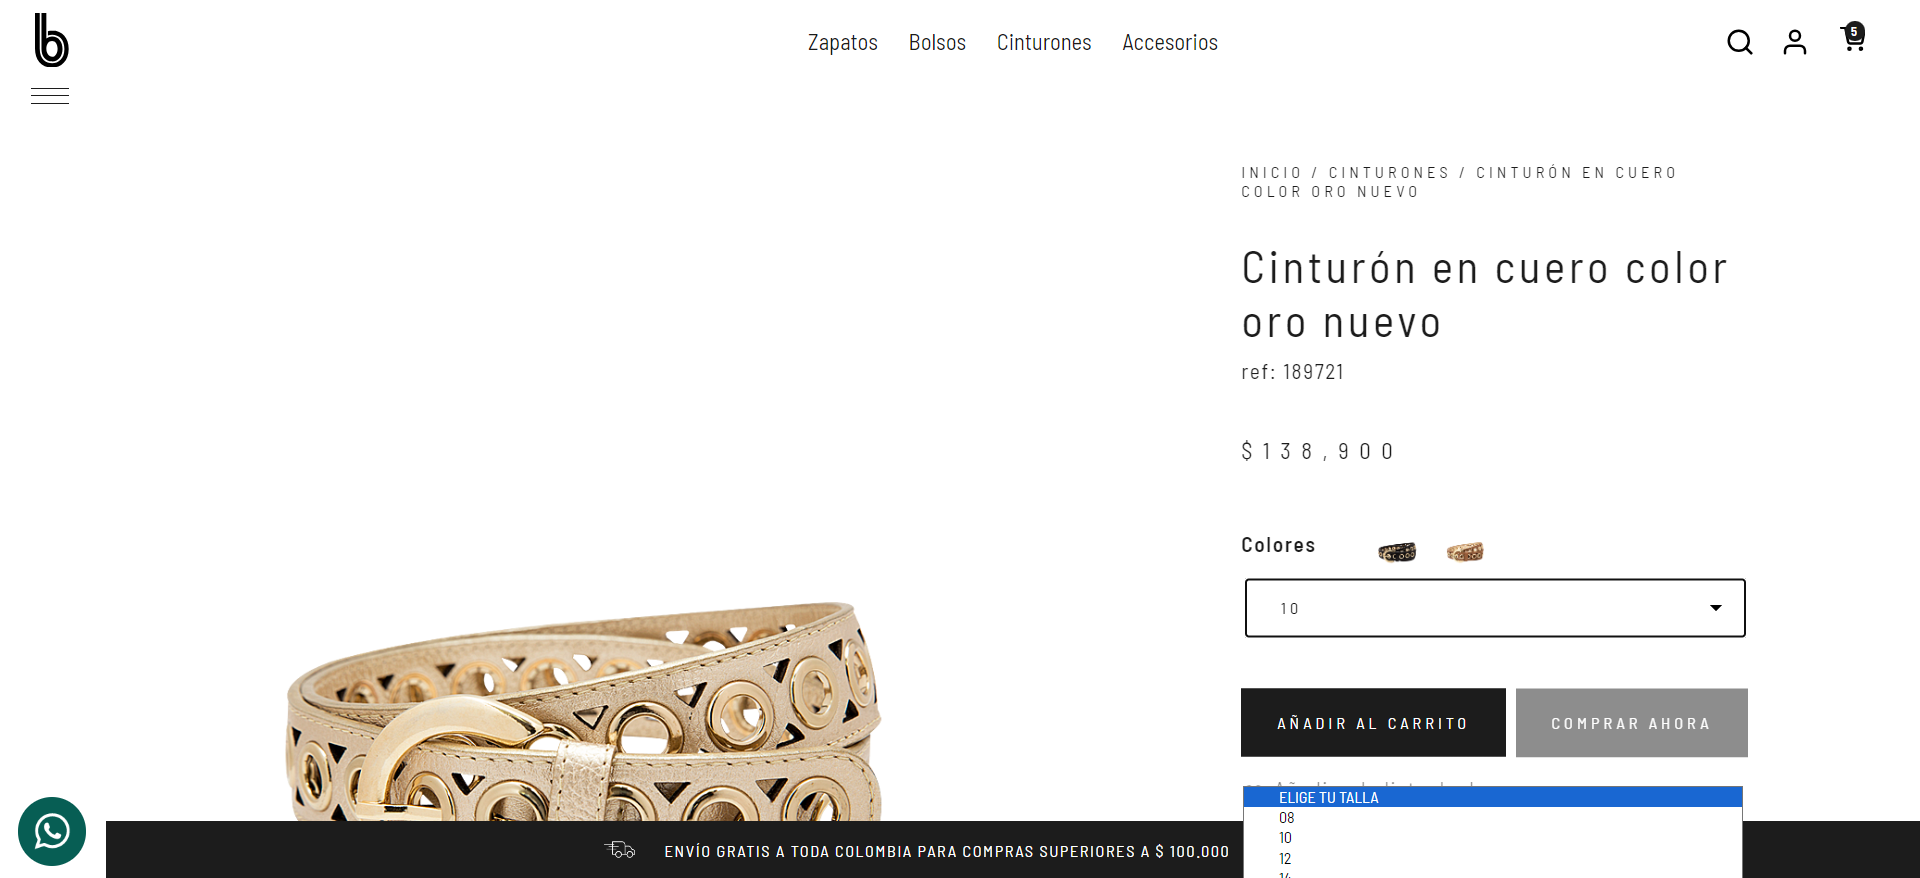 b
Zapatos Bolsos Cinturones Accesorios
5
INICIO / CINTURONES / CINTURÓN EN CUERO
COLOR ORO NUEVO
Cinturón en cuero color
oro nuevo
ref: 189721
$138,900
Colores
10
AÑADIR AL CARRITO
COMPRAR AHORA
ELIGE TU TALLA
08
10
12
14
ENVÍO GRATIS A TODA COLOMBIA PARA COMPRAS SUPERIORES A $ 100.000